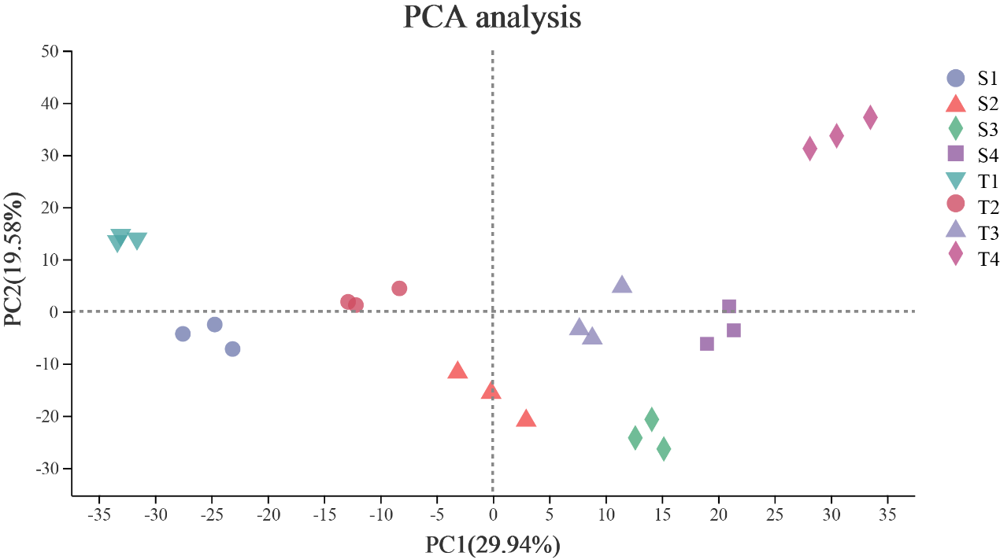 PCA analysis
50
40
30
20
10
0
-10
-20
-30
PC2(19.58%)
-35 -30 -25 -20 -15 -10 -5 0 5 10 15 20 25 30 35
PC1(29.94%)
S1
S2
S3
S4
T1
T2
T3
T4